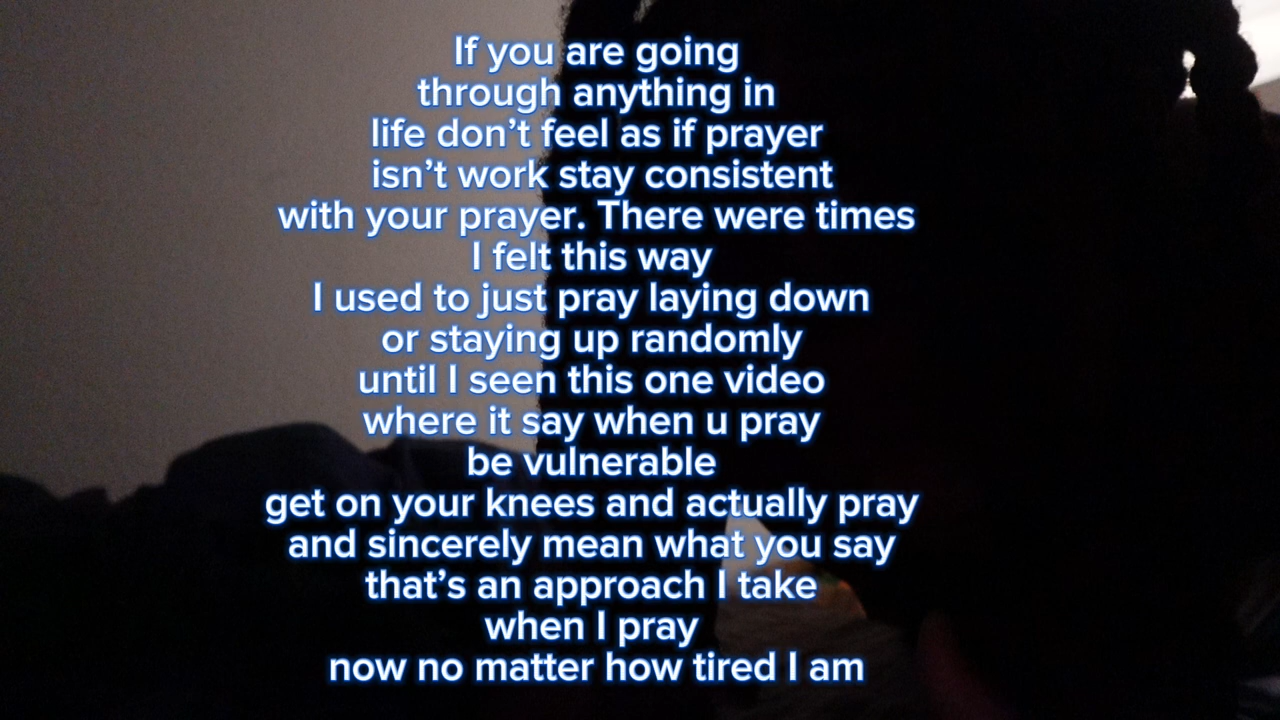 If you are going
through anything in
life don’t feel as if prayer
isn’t work stay consistent
with your prayer. There were times
I felt this way
I used to just pray laying down
or staying up randomly
until I seen this one video
where it say when u pray
be vulnerable
get on your knees and actually pray
and sincerely mean what you say
that’s an approach I take
when I pray
now no matter how tired I am